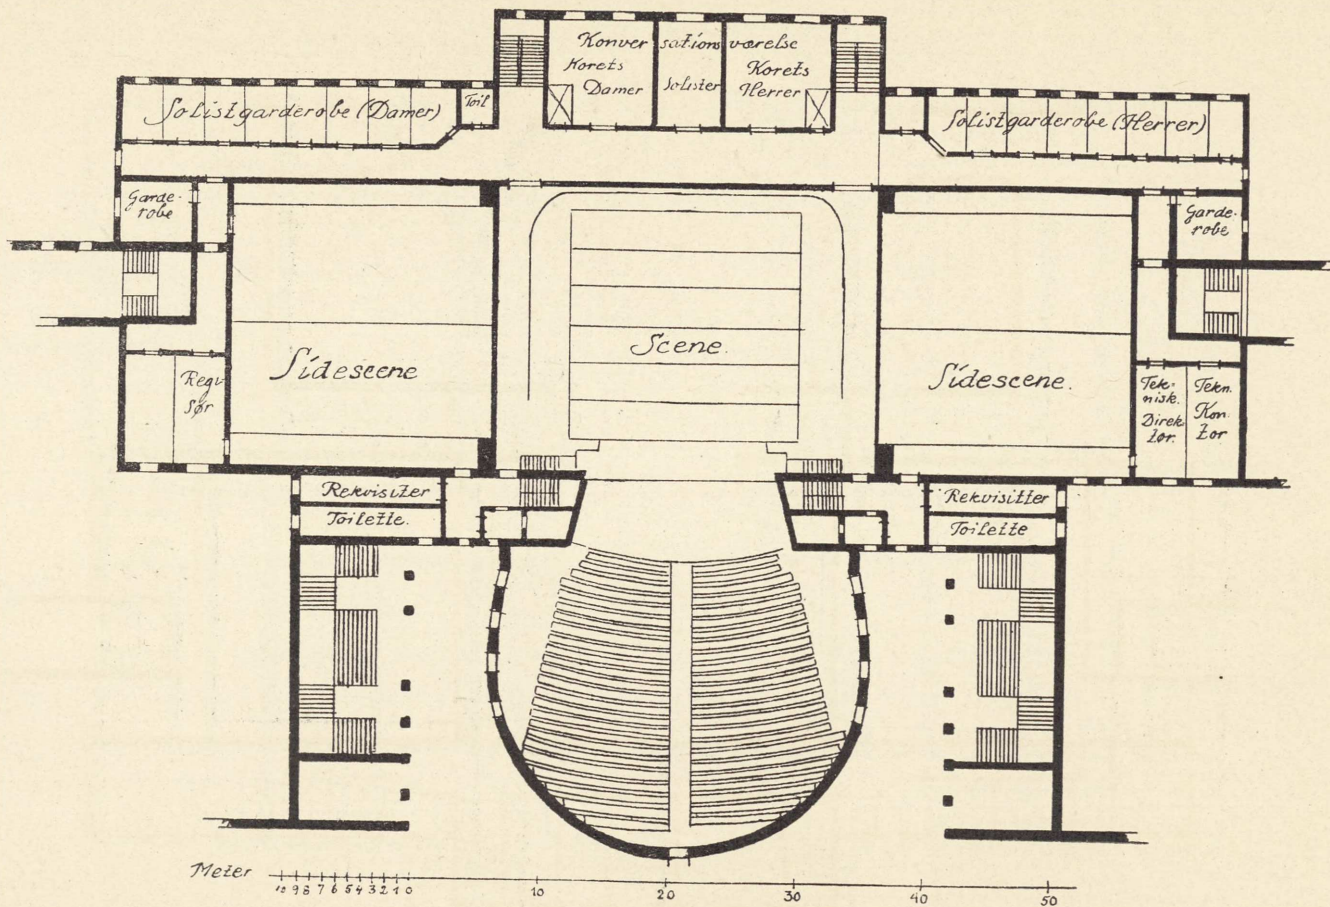 Konver
Korets
Damer
sations
Solister
værelse
Korets
Herrer
Solistgarderobe (Damer)
Toil
Solistgarderobe (Herrer)
Garde-
robe
Garde-
robe
Sidescene
Scene.
Sidescene.
Regi-
sør
Tek-
nisk.
Direk
tør.
Tekn.
Kon
tor
Rekvisiter
Toilette.
Rekvisitter
Toilette
Meter
10 9 8 7 6 5 4 3 2 1 0 10 20 30 40 50